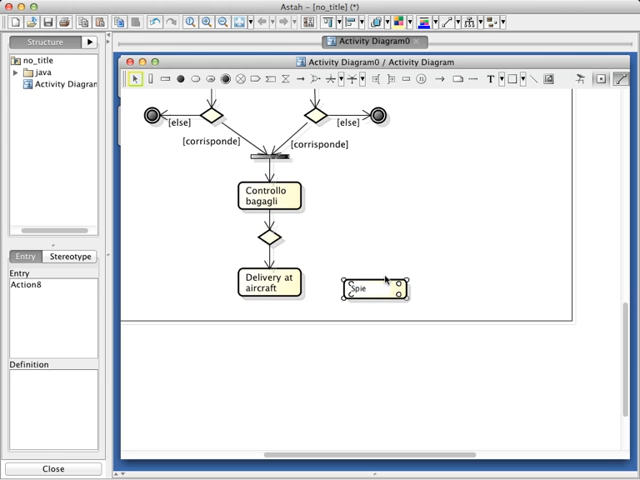 Astah - [no_title] (*)
Structure
Activity Diagram0
no_title
java
Activity Diagram
Activity Diagram0 / Activity Diagram
T
[else]
[else]
[corrisponde]
[corrisponde]
Controllo
bagagli
Delivery at
aircraft
Spie
Entry
Stereotype
Entry
Action8
Definition
Close